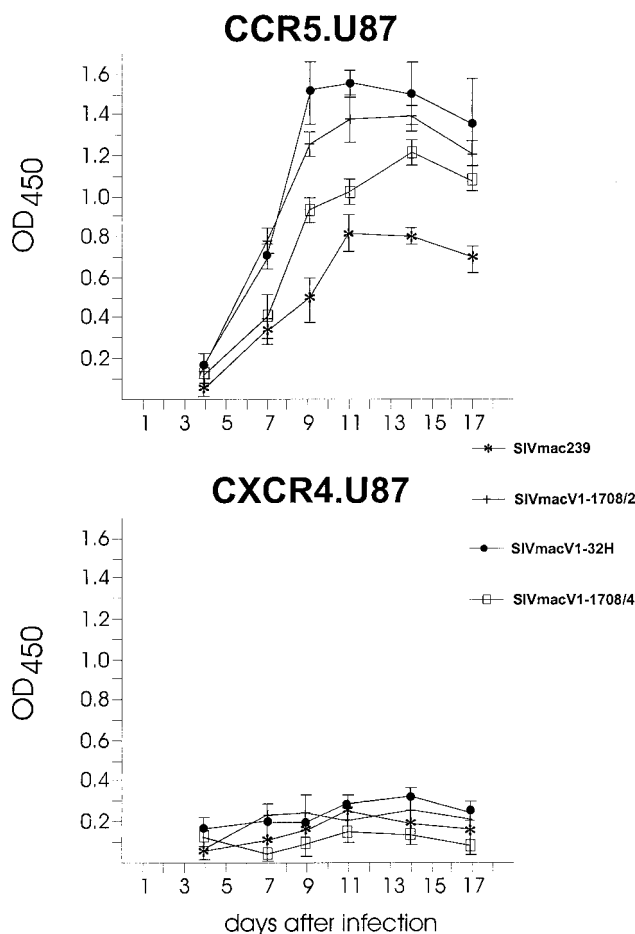 CCR5.U87
1.6
1.4
1.2
1.0
0.8
0.6
0.4
0.2
OD450
1 3 5 7 9 11 13 15 17
SIVmac239
SIVmacV1-1708/2
SIVmacV1-32H
SIVmacV1-1708/4
CXCR4.U87
1.6
1.4
1.2
1.0
0.8
0.6
0.4
0.2
OD450
1 3 5 7 9 11 13 15 17
days after infection